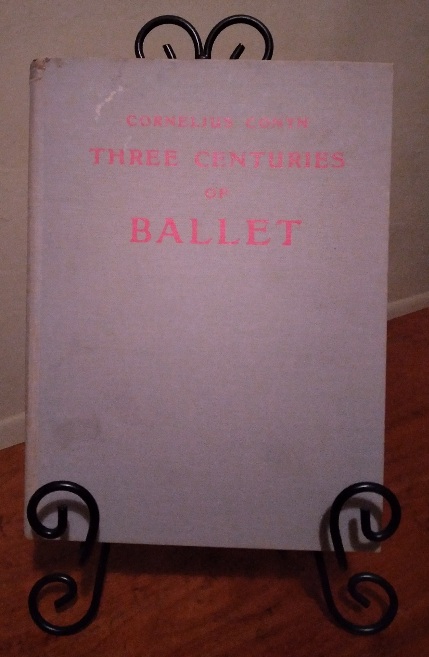 CORNELIUS CONYN
THREE CENTURIES
OF
BALLET